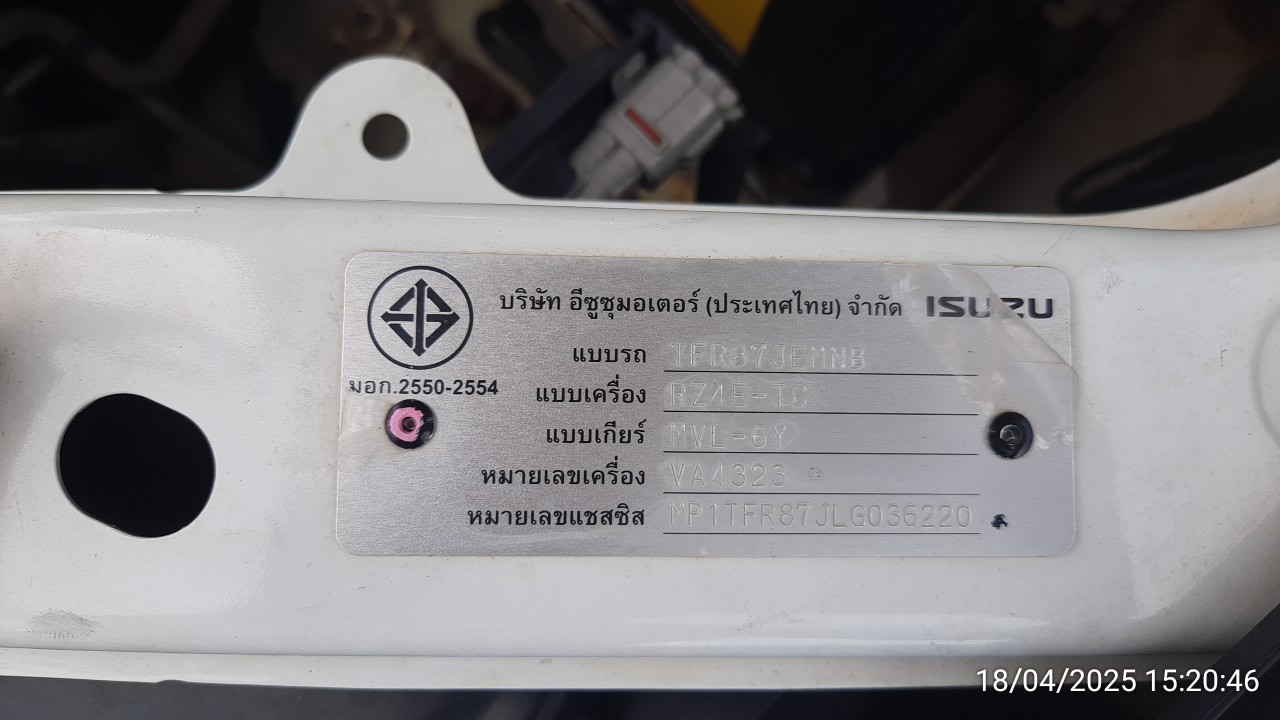 บริษัท อีซูซุมอเตอร์ (ประเทศไทย) จำกัด ISUZU
มอก.2550-2554
แบบรถ TFR87JEMNB
แบบเครื่อง RZ4E-TC
แบบเกียร์ MVL-6Y
หมายเลขเครื่อง VA4323
หมายเลขแชสซิส MP1TFR87JLG036220
18/04/2025 15:20:46